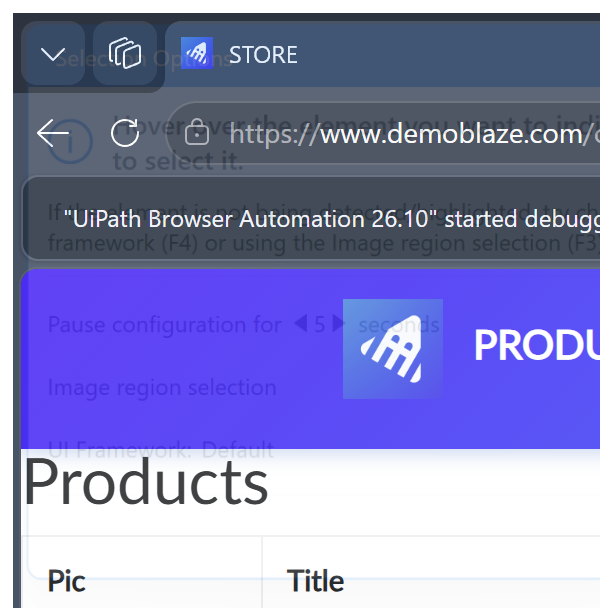 Selection Options
STORE
Hover over the element you want to indi
to select it.
https://www.demoblaze.com/c
If the element is not being detected/highlighted, try ch
"UiPath Browser Automation 26.10" started debugg
framework (F4) or using the Image region selection (F3
Pause configuration for 5 seconds
PRODU
Image region selection
UI Framework: Default
Products
Pic Title